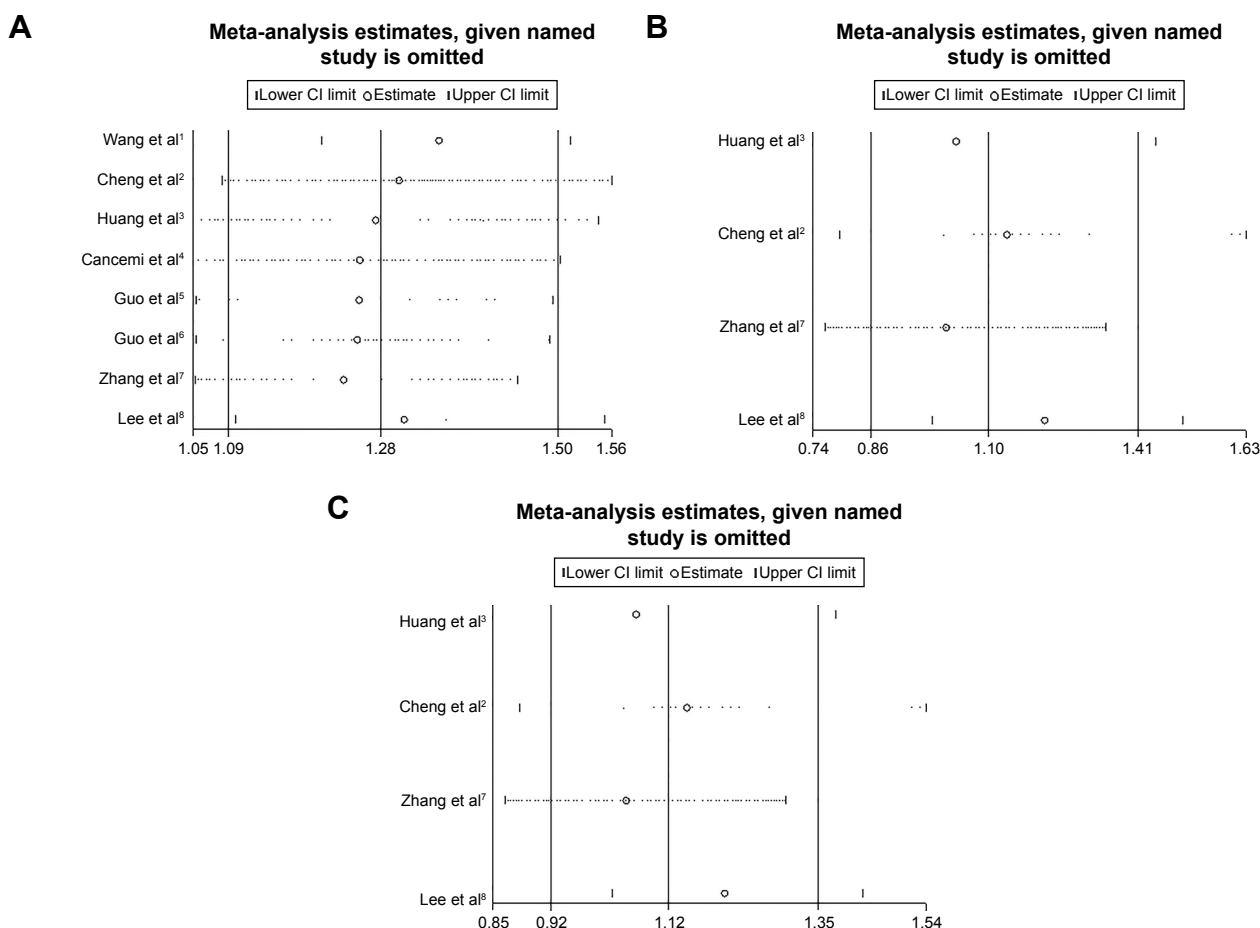 A
Meta-analysis estimates, given named
study is omitted
Lower CI limit Estimate Upper CI limit
Wang et al¹
Cheng et al²
Huang et al³
Cancemi et al⁴
Guo et al⁵
Guo et al⁶
Zhang et al⁷
Lee et al⁸
1.05 1.09 1.28 1.50 1.56
B
Meta-analysis estimates, given named
study is omitted
Lower CI limit Estimate Upper CI limit
Huang et al³
Cheng et al²
Zhang et al⁷
Lee et al⁸
0.74 0.86 1.10 1.41 1.63
C
Meta-analysis estimates, given named
study is omitted
Lower CI limit Estimate Upper CI limit
Huang et al³
Cheng et al²
Zhang et al⁷
Lee et al⁸
0.85 0.92 1.12 1.35 1.54